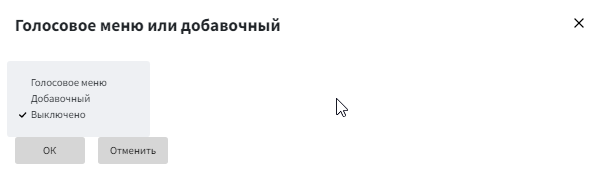 Голосовое меню или добавочный
Голосовое меню
Добавочный
Выключено
ОК
Отменить